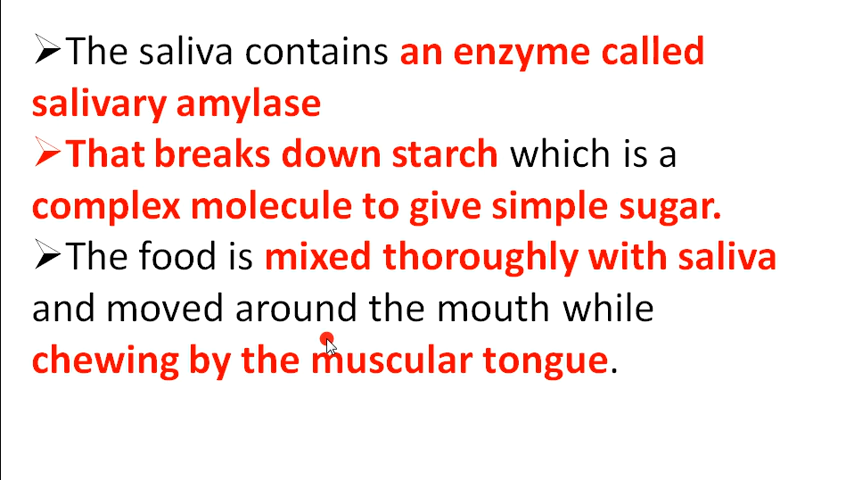 ➢The saliva contains an enzyme called
salivary amylase
➢That breaks down starch which is a
complex molecule to give simple sugar.
➢The food is mixed thoroughly with saliva
and moved around the mouth while
chewing by the muscular tongue.